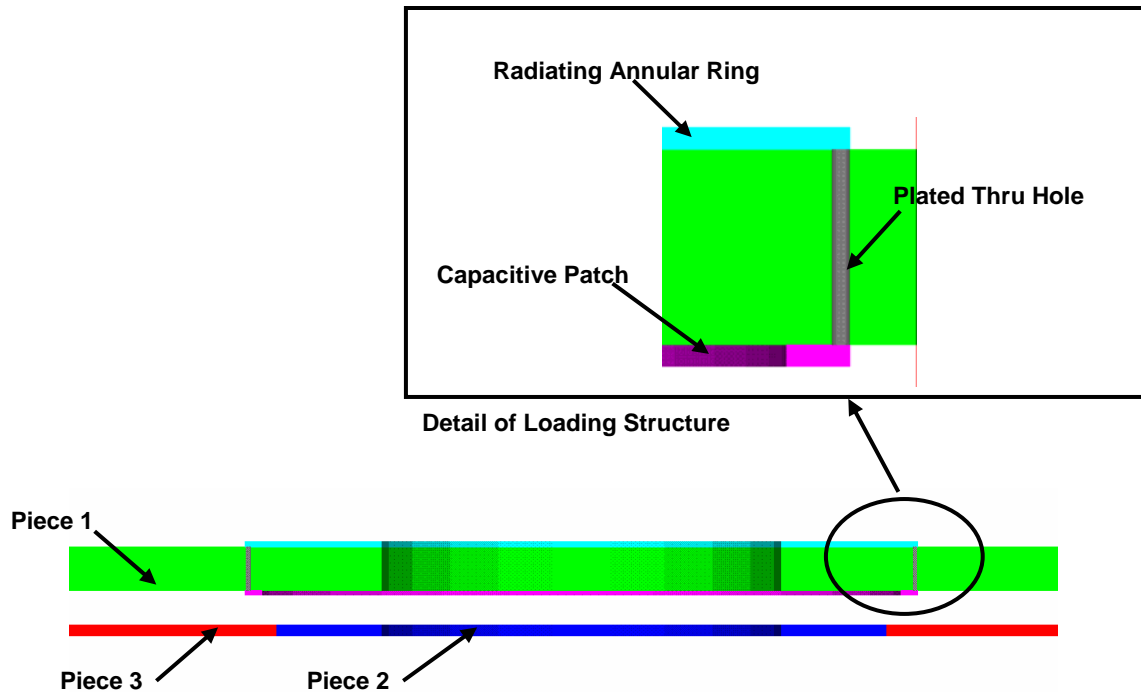 Radiating Annular Ring
Plated Thru Hole
Capacitive Patch
Detail of Loading Structure
Piece 1
Piece 3
Piece 2